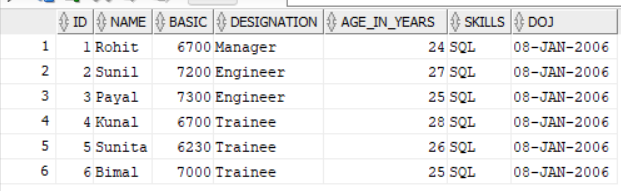 ID NAME BASIC DESIGNATION AGE_IN_YEARS SKILLS DOJ
1 1 Rohit 6700 Manager 24 SQL 08-JAN-2006
2 2 Sunil 7200 Engineer 27 SQL 08-JAN-2006
3 3 Payal 7300 Engineer 25 SQL 08-JAN-2006
4 4 Kunal 6700 Trainee 28 SQL 08-JAN-2006
5 5 Sunita 6230 Trainee 26 SQL 08-JAN-2006
6 6 Bimal 7000 Trainee 25 SQL 08-JAN-2006